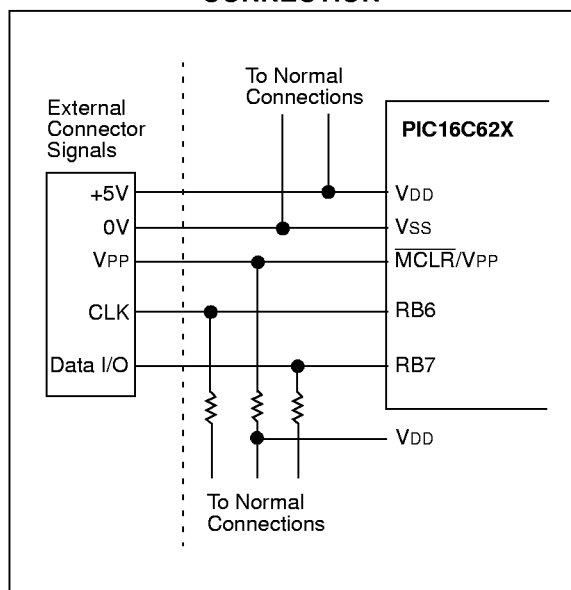 CONNECTION
To Normal
Connections
External
Connector
Signals
PIC16C62X
+5V
VDD
0V
VSS
VPP
MCLR/VPP
CLK
RB6
Data I/O
RB7
VDD
To Normal
Connections